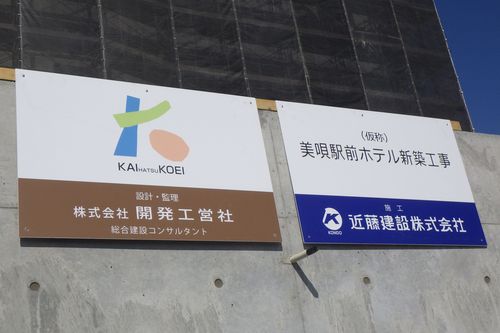 KAIHATSUKOEI
設計・監理
株式会社 開発工営社
総合建設コンサルタント
(仮称)
美唄駅前ホテル新築工事
施工
KONDO
近藤建設株式会社